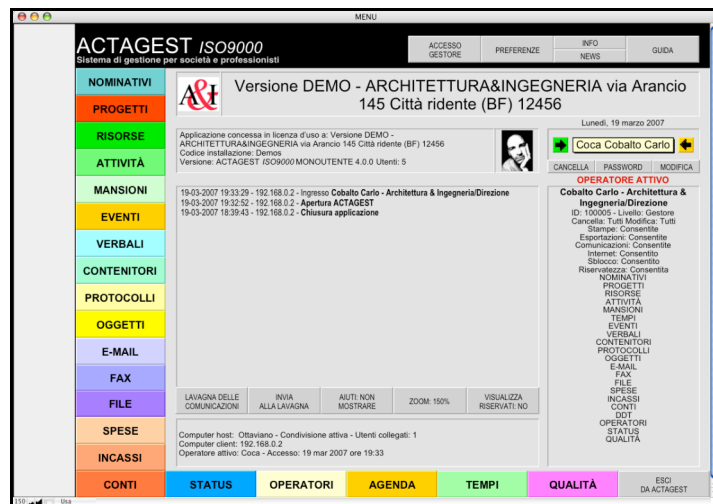 MENU
ACTAGEST ISO9000
Sistema di gestione per società e professionisti
ACCESSO
GESTORE
PREFERENZE
INFO
NEWS
GUIDA
NOMINATIVI
PROGETTI
RISORSE
ATTIVITÀ
MANSIONI
EVENTI
VERBALI
CONTENITORI
PROTOCOLLI
OGGETTI
E-MAIL
FAX
FILE
SPESE
INCASSI
CONTI
A&I
Versione DEMO - ARCHITETTURA&INGEGNERIA via Arancio
145 Città ridente (BF) 12456
Applicazione concessa in licenza d'uso a: Versione DEMO -
ARCHITETTURA&INGEGNERIA via Arancio 145 Città ridente (BF) 12456
Codice installazione: Demos
Versione: ACTAGEST ISO9000 MONOUTENTE 4.0.0 Utenti: 5
Lunedì, 19 marzo 2007
Coca Cobalto Carlo
CANCELLA
PASSWORD
MODIFICA
OPERATORE ATTIVO
19-03-2007 19:33:29 - 192.168.0.2 - Ingresso Cobalto Carlo - Architettura & Ingegneria/Direzione
19-03-2007 19:32:52 - 192.168.0.2 - Apertura ACTAGEST
19-03-2007 18:39:43 - 192.168.0.2 - Chiusura applicazione
Cobalto Carlo - Architettura &
Ingegneria/Direzione
ID: 100005 - Livello: Gestore
Cancella: Tutti Modifica: Tutti
Stampe: Consentite
Esportazioni: Consentite
Comunicazioni: Consentite
Internet: Consentito
Sblocco: Consentito
Riservatezza: Consentita
NOMINATIVI
PROGETTI
RISORSE
ATTIVITÀ
MANSIONI
TEMPI
EVENTI
VERBALI
CONTENITORI
PROTOCOLLI
OGGETTI
E-MAIL
FAX
FILE
SPESE
INCASSI
CONTI
DDT
OPERATORI
STATUS
QUALITÀ
LAVAGNA DELLE
COMUNICAZIONI
INVIA
ALLA LAVAGNA
AIUTI: NON
MOSTRARE
ZOOM: 150%
VISUALIZZA
RISERVATI: NO
Computer host: Ottaviano - Condivisione attiva - Utenti collegati: 1
Computer client: 192.168.0.2
Operatore attivo: Coca - Accesso: 19 mar 2007 ore 19:33
STATUS
OPERATORI
AGENDA
TEMPI
QUALITÀ
ESCI
DA ACTAGEST
150
Usa